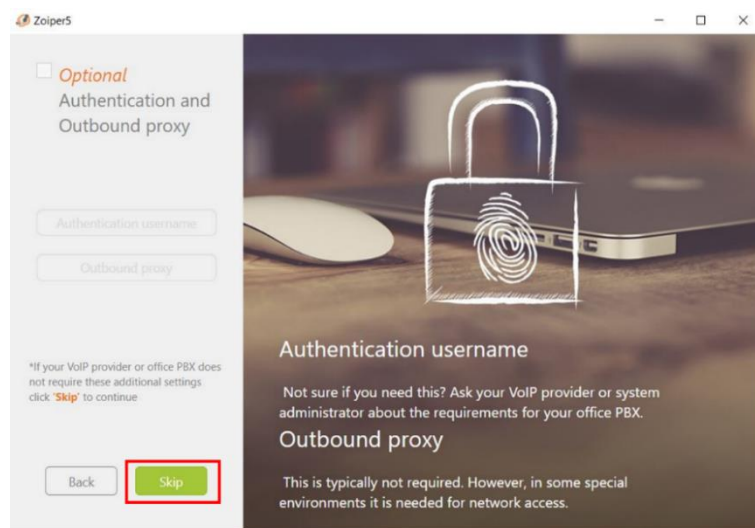 Zoiper5
Optional
Authentication and
Outbound proxy
Authentication username
Outbound proxy
*If your VoIP provider or office PBX does
not require these additional settings
click 'Skip' to continue
Back
Skip
Authentication username
Not sure if you need this? Ask your VoIP provider or system
administrator about the requirements for your office PBX.
Outbound proxy
This is typically not required. However, in some special
environments it is needed for network access.